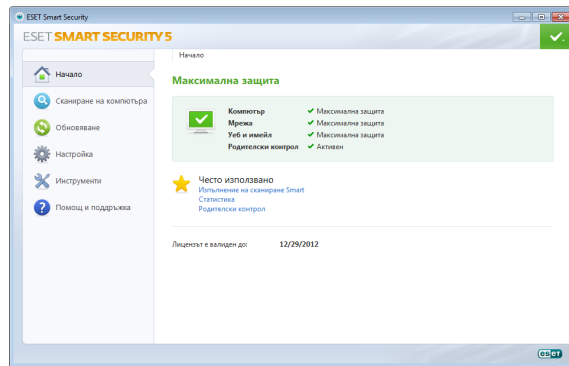 ESET Smart Security
ESET SMART SECURITY 5
Начало
Сканиране на компютъра
Обновяване
Настройка
Инструменти
Помощ и поддръжка
Начало
Максимална защита
Компютър Максимална защита
Мрежа Максимална защита
Уеб и имейл Максимална защита
Родителски контрол Активен
Често използвано
Изпълнение на сканиране Smart
Статистика
Родителски контрол
Лицензът е валиден до: 12/29/2012
eseт